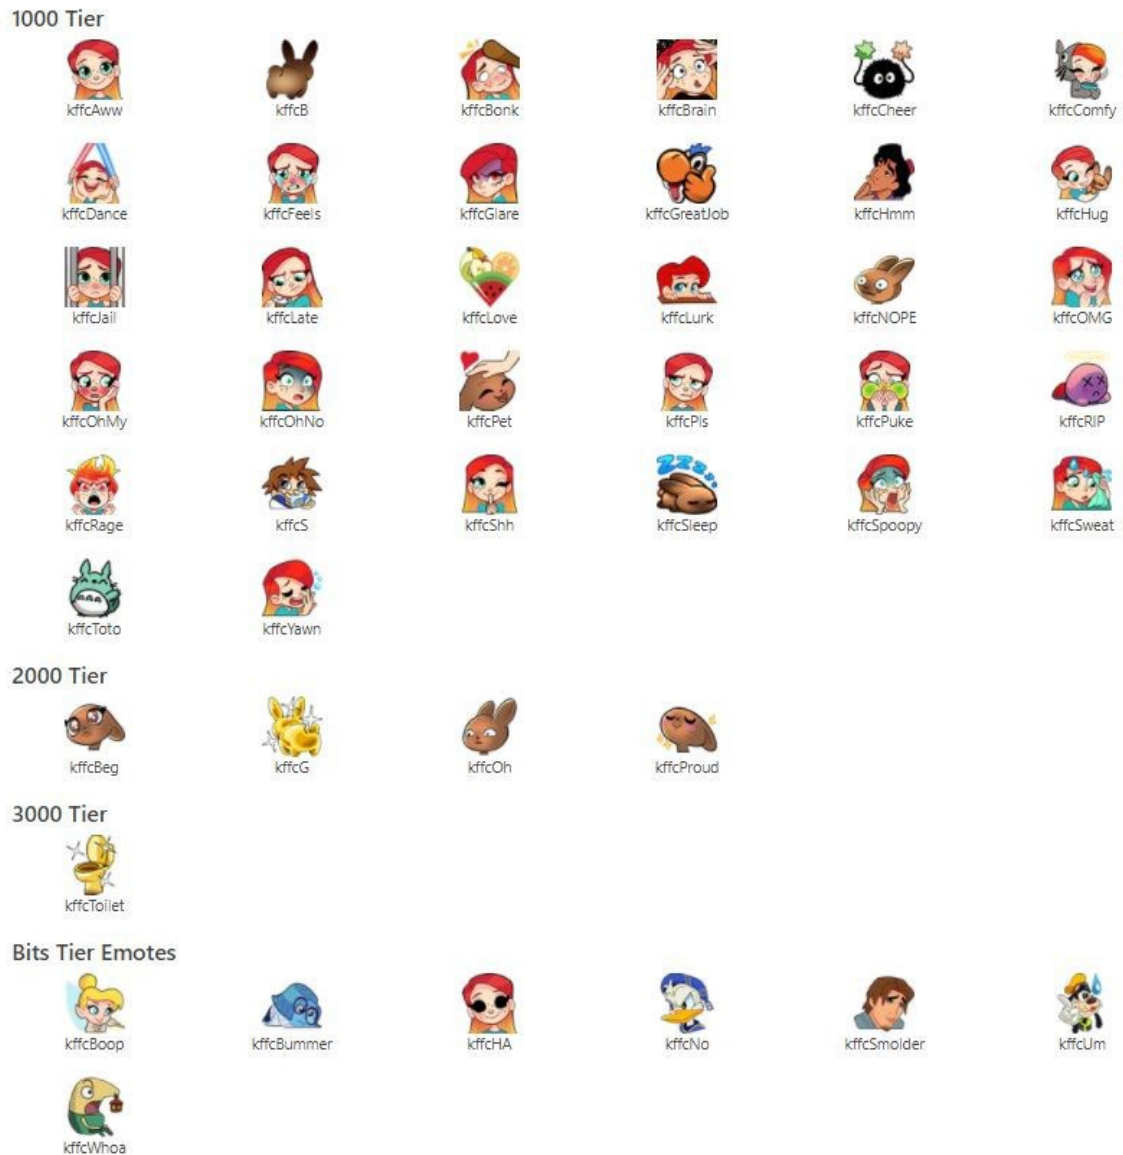 1000 Tier
kffcAww kffcB kffcBonk kffcBrain kffcCheer kffcComfy
kffcDance kffcFeels kffcGlare kffcGreatJob kffcHmm kffcHug
kffcJail kffcLate kffcLove kffcLurk kffcNOPE kffcOMG
kffcOhMy kffcOhNo kffcPet kffcPls kffcPuke kffcRIP
ZZZz
kffcRage kffcS kffcShh kffcSleep kffcSpoopy kffcSweat
kffcToto kffcYawn
2000 Tier
kffcBeg kffcG kffcOh kffcProud
3000 Tier
kffcToilet
Bits Tier Emotes
kffcBoop kffcBummer kffcHA kffcNo kffcSmolder kffcUm
kffcWhoa